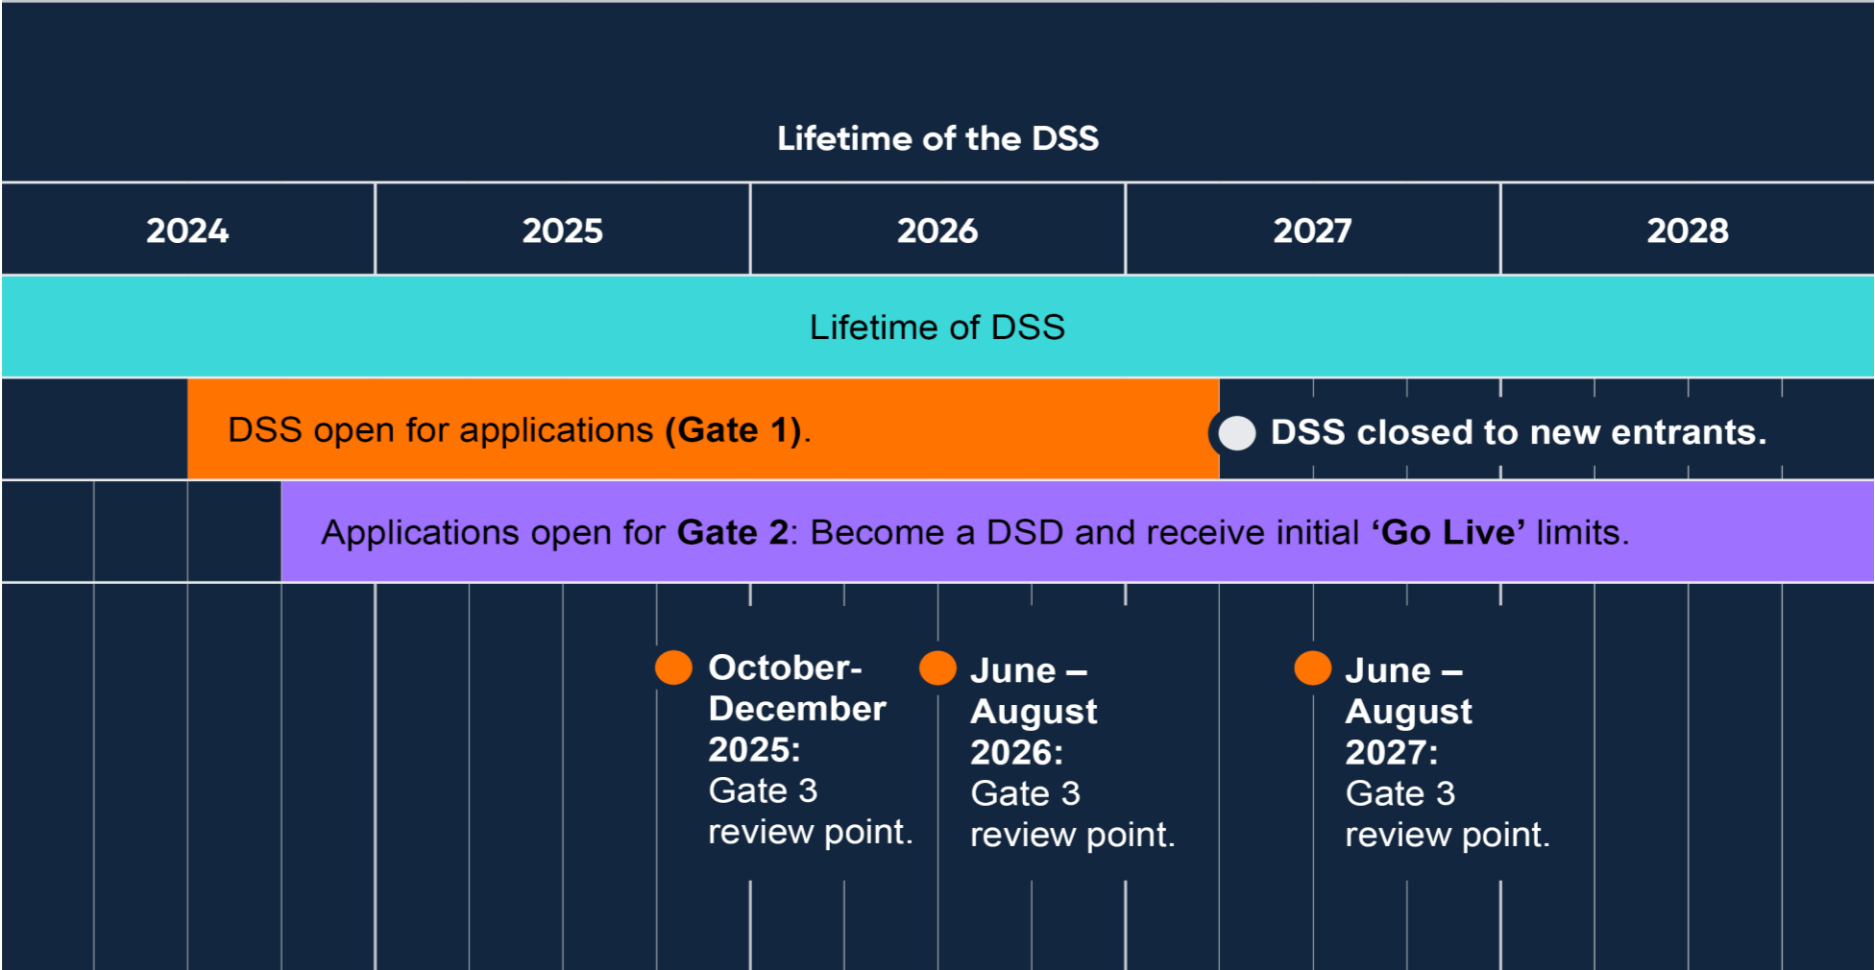 Lifetime of the DSS
2024
2025
2026
2027
2028
Lifetime of DSS
DSS open for applications (Gate 1).
DSS closed to new entrants.
Applications open for Gate 2: Become a DSD and receive initial ‘Go Live’ limits.
October-
December
2025:
Gate 3
review point.
June –
August
2026:
Gate 3
review point.
June –
August
2027:
Gate 3
review point.